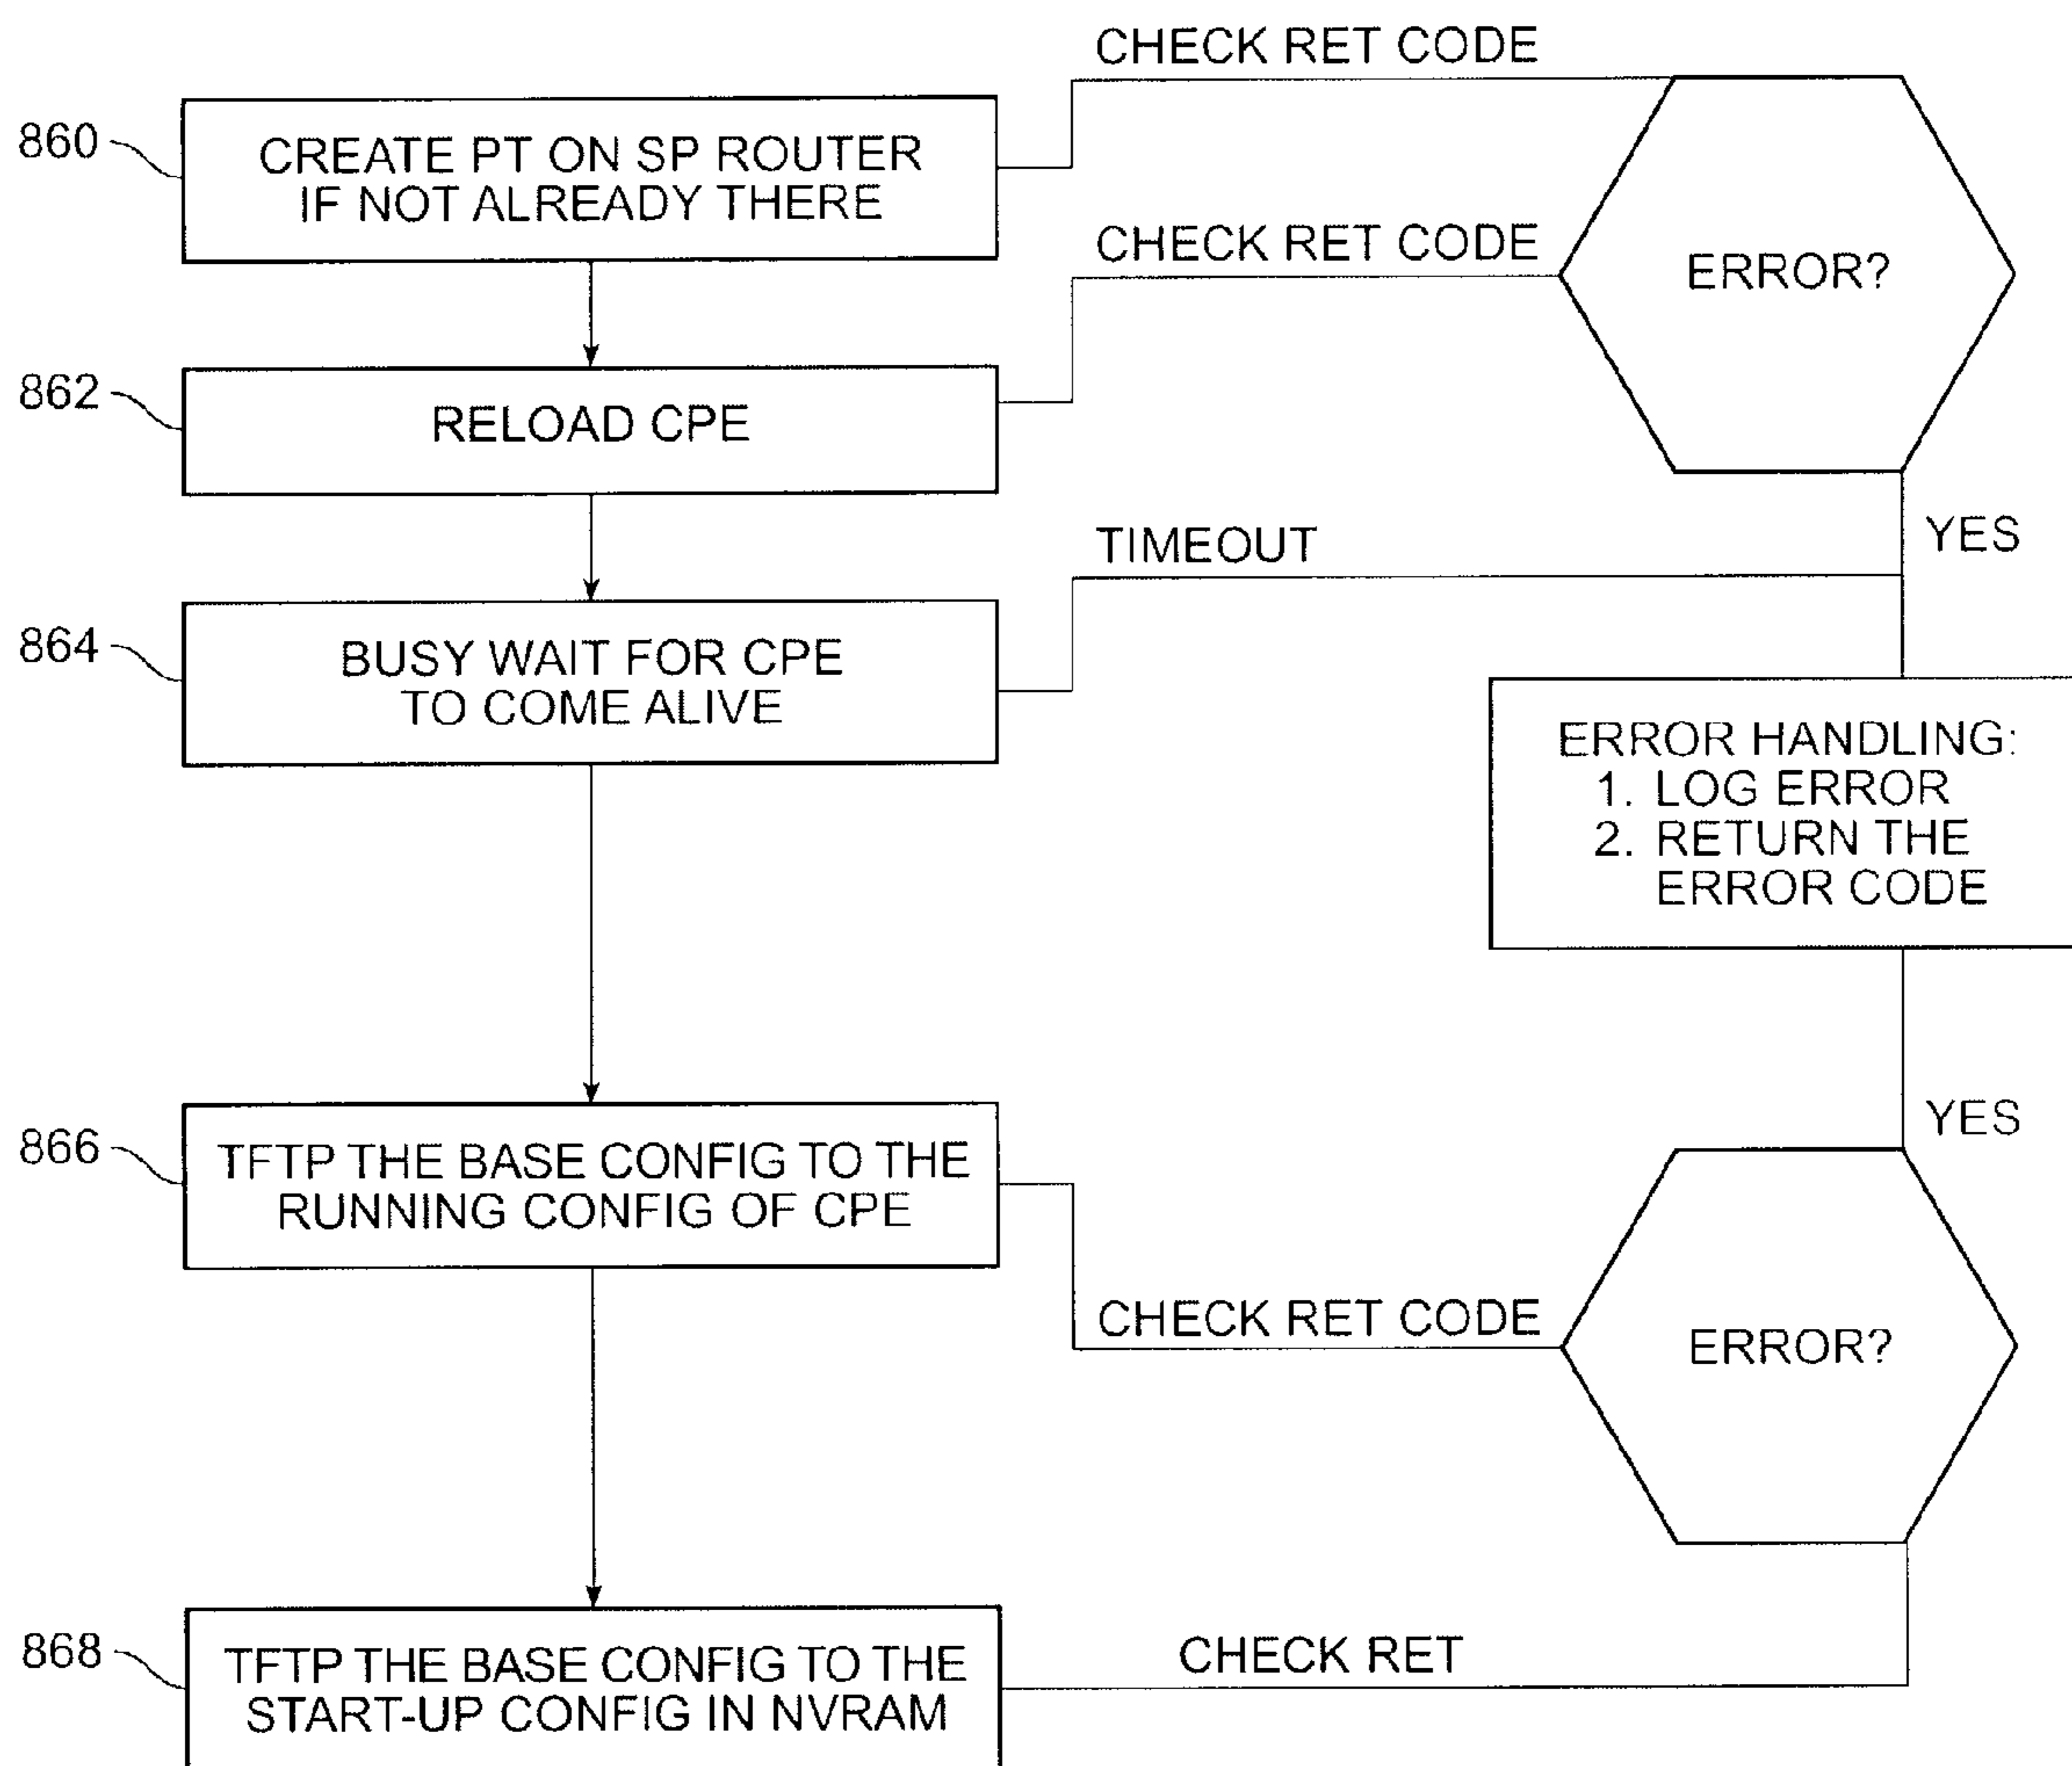 CHECK RET CODE
860
CREATE PT ON SP ROUTER
IF NOT ALREADY THERE
CHECK RET CODE
ERROR?
862
RELOAD CPE
TIMEOUT
YES
864
BUSY WAIT FOR CPE
TO COME ALIVE
ERROR HANDLING:
1. LOG ERROR
2. RETURN THE
ERROR CODE
YES
866
TFTP THE BASE CONFIG TO THE
RUNNING CONFIG OF CPE
CHECK RET CODE
ERROR?
868
TFTP THE BASE CONFIG TO THE
START-UP CONFIG IN NVRAM
CHECK RET